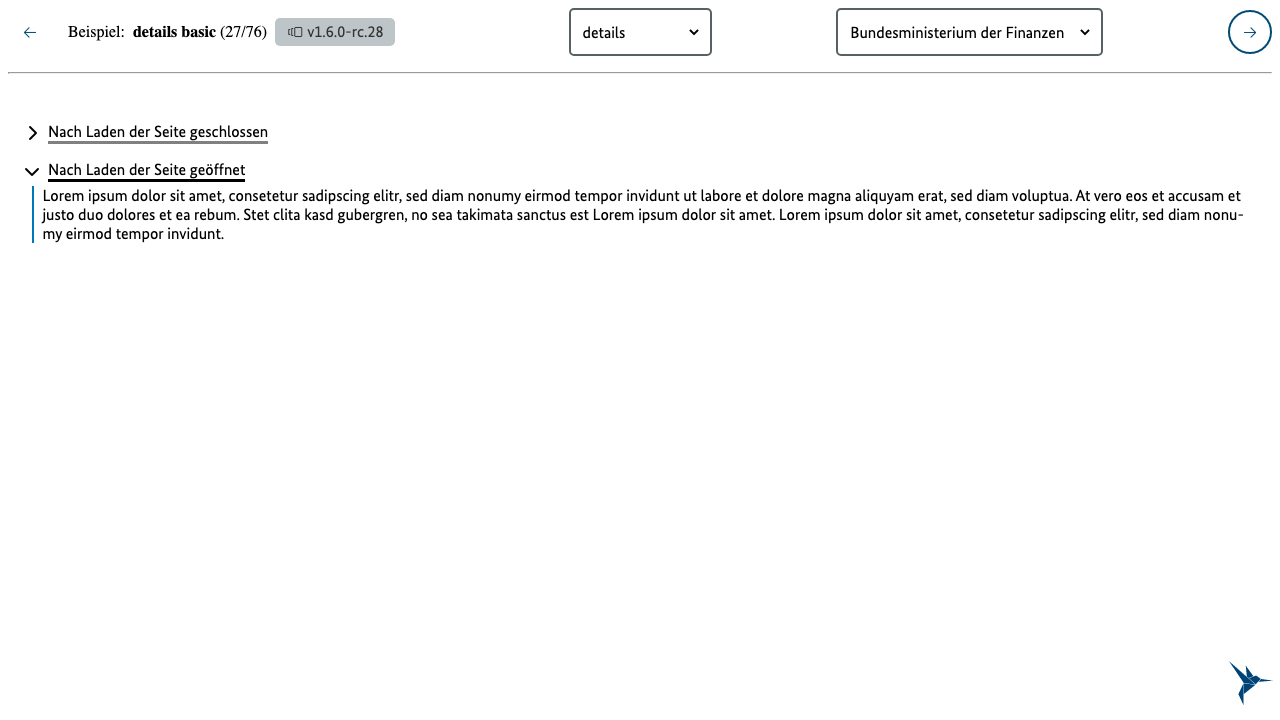 Beispiel: details basic (27/76) v1.6.0-rc.28 details Bundesministerium der Finanzen
Nach Laden der Seite geschlossen
Nach Laden der Seite geöffnet
Lorem ipsum dolor sit amet, consetetur sadipscing elitr, sed diam nonumy eirmod tempor invidunt ut labore et dolore magna aliquyam erat, sed diam voluptua. At vero eos et accusam et
justo duo dolores et ea rebum. Stet clita kasd gubergren, no sea takimata sanctus est Lorem ipsum dolor sit amet. Lorem ipsum dolor sit amet, consetetur sadipscing elitr, sed diam nonu-
my eirmod tempor invidunt.